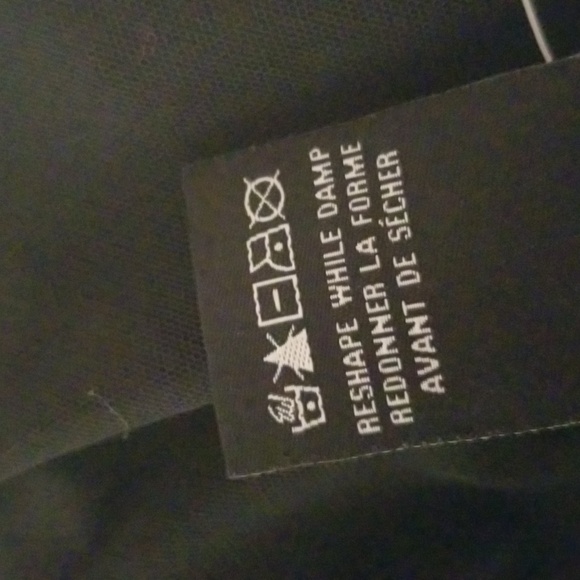 RESHAPE WHILE DAMP
REDONNER LA FORME
AVANT DE SÉCHER